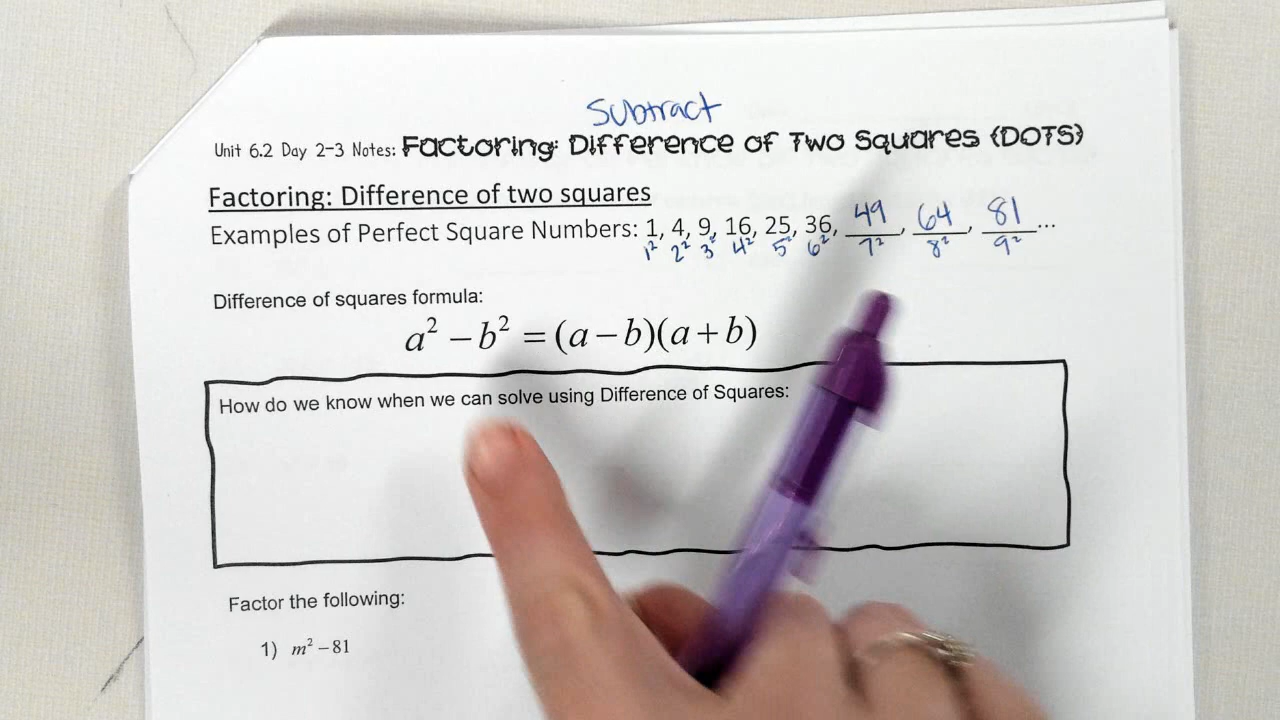 Subtract
Unit 6.2 Day 2-3 Notes: Factoring: Difference of Two Squares {DOTS}
Factoring: Difference of two squares
Examples of Perfect Square Numbers: 1, 4, 9, 16, 25, 36, 49, 64, 81...
1² 2² 3² 4² 5² 6² 7² 8² 9²
Difference of squares formula:
a² − b² = (a − b)(a + b)
How do we know when we can solve using Difference of Squares:
Factor the following:
1) m² − 81